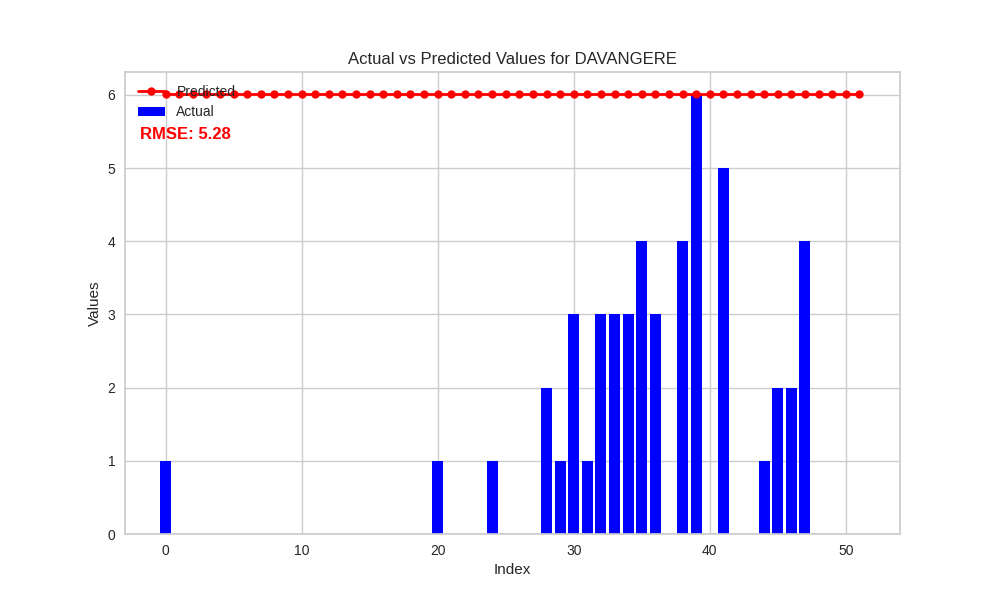 Actual vs Predicted Values for DAVANGERE
Predicted
Actual
RMSE: 5.28
Values
6
5
4
3
2
1
0
0 10 20 30 40 50
Index